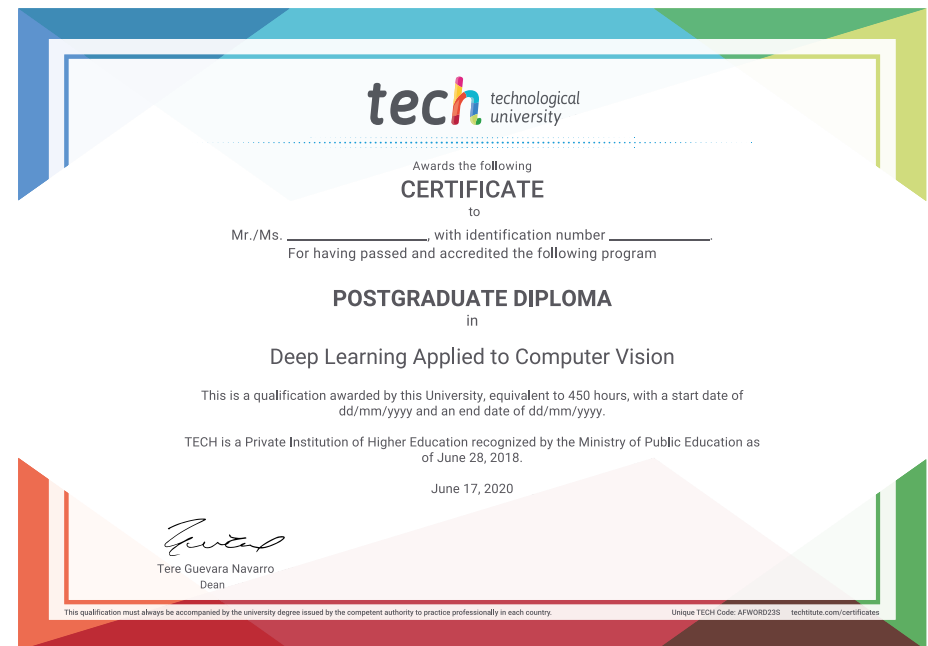 tech technological
university
Awards the following
CERTIFICATE
to
Mr./Ms. ____________, with identification number ____________.
For having passed and accredited the following program
POSTGRADUATE DIPLOMA
in
Deep Learning Applied to Computer Vision
This is a qualification awarded by this University, equivalent to 450 hours, with a start date of
dd/mm/yyyy and an end date of dd/mm/yyyy.
TECH is a Private Institution of Higher Education recognized by the Ministry of Public Education as
of June 28, 2018.
June 17, 2020
Tere Guevara Navarro
Dean
This qualification must always be accompanied by the university degree issued by the competent authority to practice professionally in each country.
Unique TECH Code: AFWORD23S techtitute.com/certificates